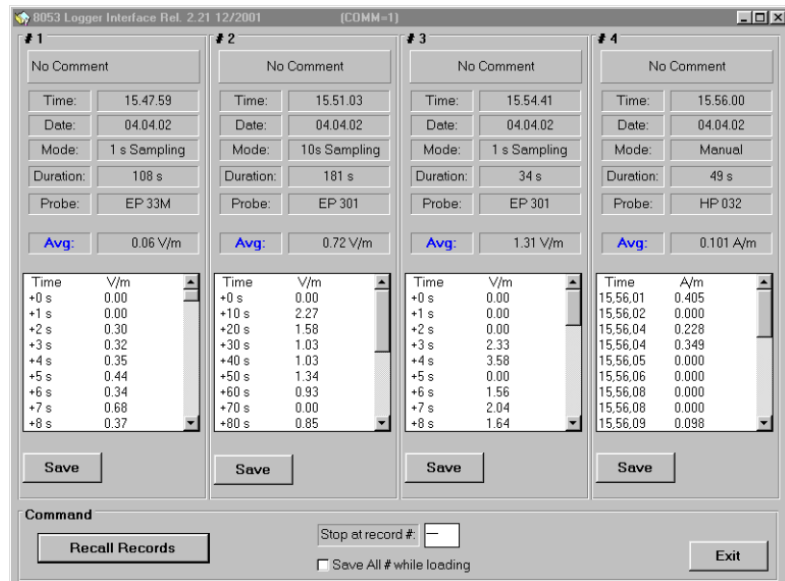 8053 Logger Interface Rel. 2.21 12/2001 (COMM=1)
# 1
No Comment
Time: 15.47.59
Date: 04.04.02
Mode: 1 s Sampling
Duration: 108 s
Probe: EP 33M
Avg: 0.06 V/m
Time V/m
+0 s 0.00
+1 s 0.00
+2 s 0.30
+3 s 0.32
+4 s 0.35
+5 s 0.44
+6 s 0.34
+7 s 0.68
+8 s 0.37
Save
# 2
No Comment
Time: 15.51.03
Date: 04.04.02
Mode: 10s Sampling
Duration: 181 s
Probe: EP 301
Avg: 0.72 V/m
Time V/m
+0 s 0.00
+10 s 2.27
+20 s 1.58
+30 s 1.03
+40 s 1.03
+50 s 1.34
+60 s 0.93
+70 s 0.00
+80 s 0.85
Save
# 3
No Comment
Time: 15.54.41
Date: 04.04.02
Mode: 1 s Sampling
Duration: 34 s
Probe: EP 301
Avg: 1.31 V/m
Time V/m
+0 s 0.00
+1 s 0.00
+2 s 0.00
+3 s 2.33
+4 s 3.58
+5 s 0.00
+6 s 1.56
+7 s 2.04
+8 s 1.64
Save
# 4
No Comment
Time: 15.56.00
Date: 04.04.02
Mode: Manual
Duration: 49 s
Probe: HP 032
Avg: 0.101 A/m
Time A/m
15,56,01 0.405
15,56,02 0.000
15,56,04 0.228
15,56,04 0.349
15,56,05 0.000
15,56,06 0.000
15,56,08 0.000
15,56,08 0.000
15,56,09 0.098
Save
Command
Recall Records
Stop at record #: —
Save All # while loading
Exit